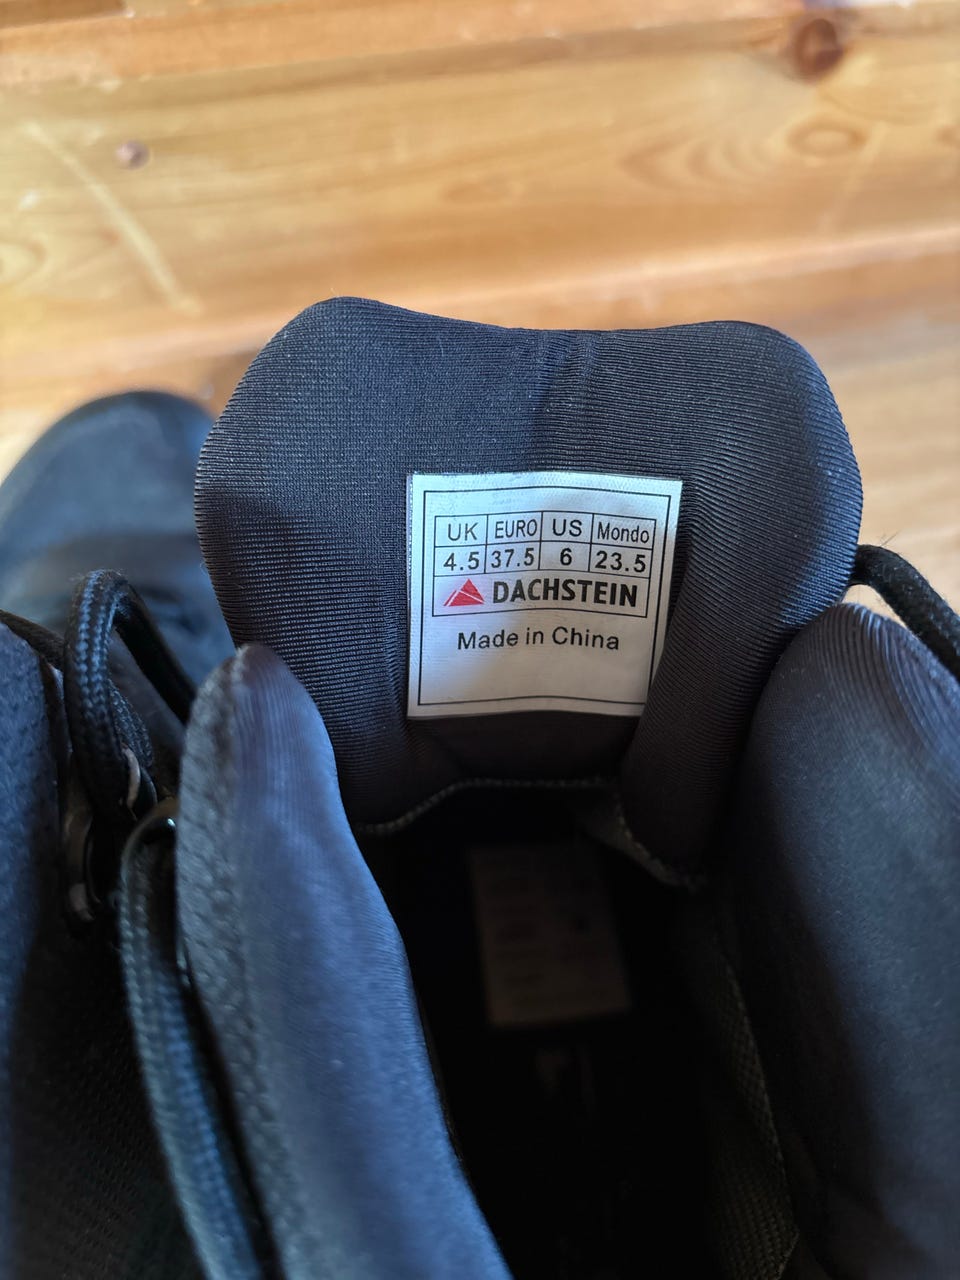 UK EURO US Mondo
4.5 37.5 6 23.5
DACHSTEIN
Made in China